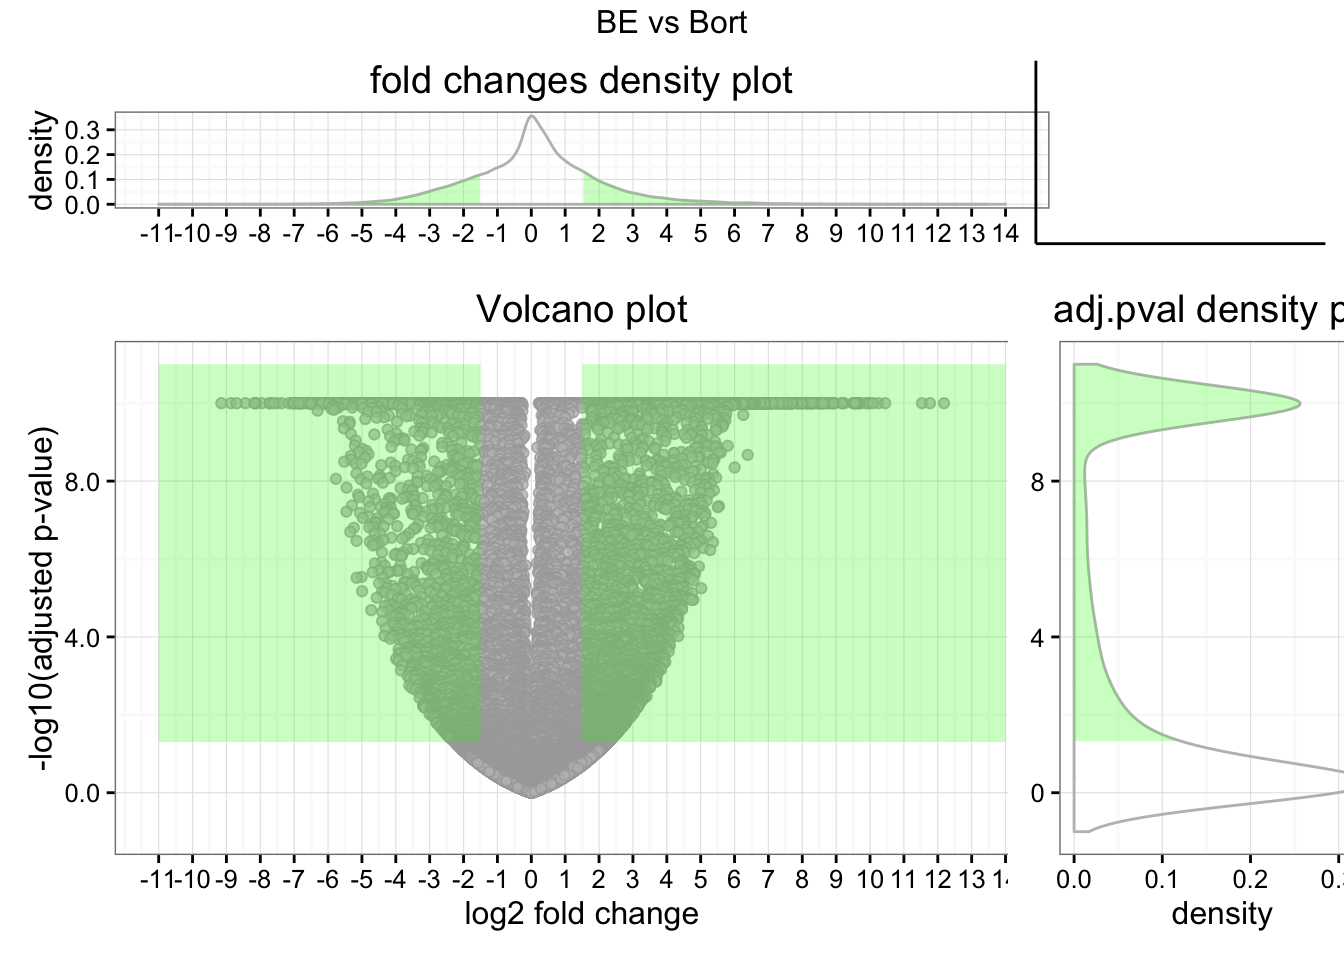 BE vs Bort
fold changes density plot
density
0.3
0.2
0.1
0.0
-11 -10 -9 -8 -7 -6 -5 -4 -3 -2 -1 0 1 2 3 4 5 6 7 8 9 10 11 12 13 14
Volcano plot
-log10(adjusted p-value)
8.0
4.0
0.0
-11 -10 -9 -8 -7 -6 -5 -4 -3 -2 -1 0 1 2 3 4 5 6 7 8 9 10 11 12 13
log2 fold change
adj.pval density p
8
4
0
0.0 0.1 0.2
density